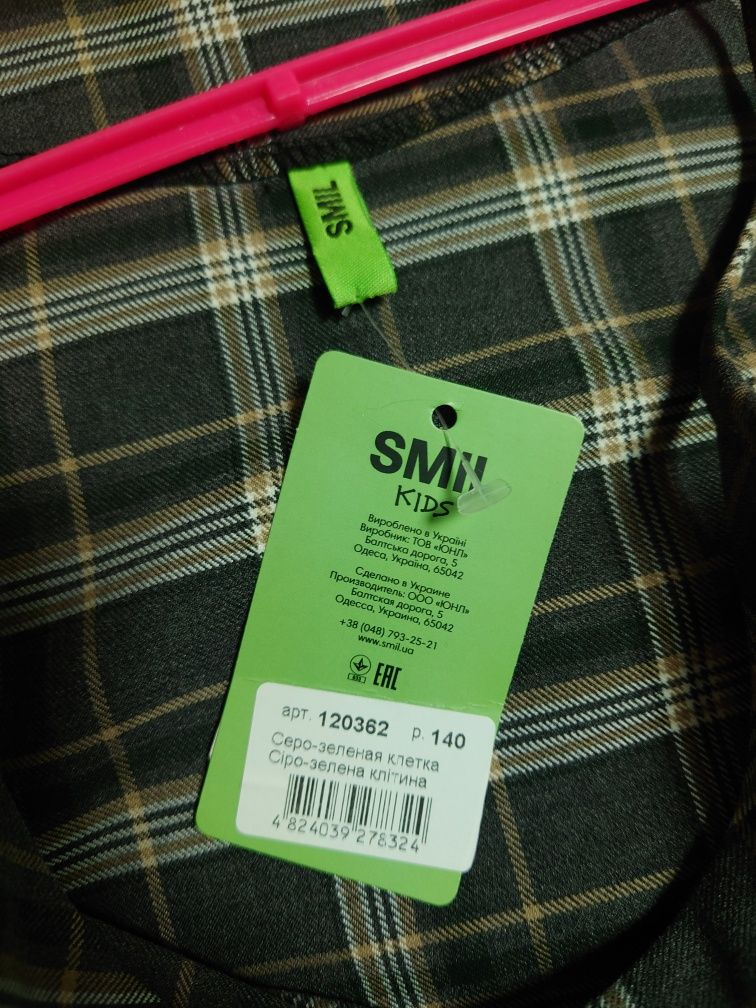 SMIL
SMIL
KIDS
Вироблено в Україні
Виробник: ТОВ «ЮНЛ»
Балтська дорога, 5
Одеса, Україна, 65042
Сделано в Украине
Производитель: ООО «ЮНЛ»
Балтская дорога, 5
Одесса, Украина, 65042
+38 (048) 793-25-21
www.smil.ua
EAC
арт. 120362 р. 140
Серо-зеленая клетка
Сіро-зелена клітина
4 824039 278324